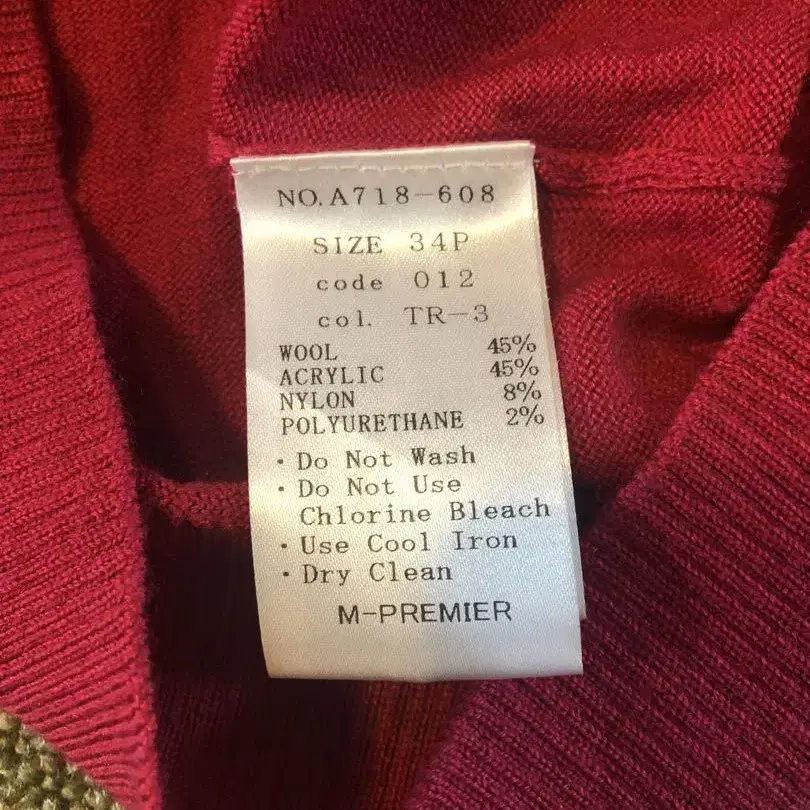 NO.A718-608
SIZE 34P
code 012
col. TR-3
WOOL 45%
ACRYLIC 45%
NYLON 8%
POLYURETHANE 2%
・Do Not Wash
・Do Not Use
Chlorine Bleach
・Use Cool Iron
・Dry Clean
M-PREMIER